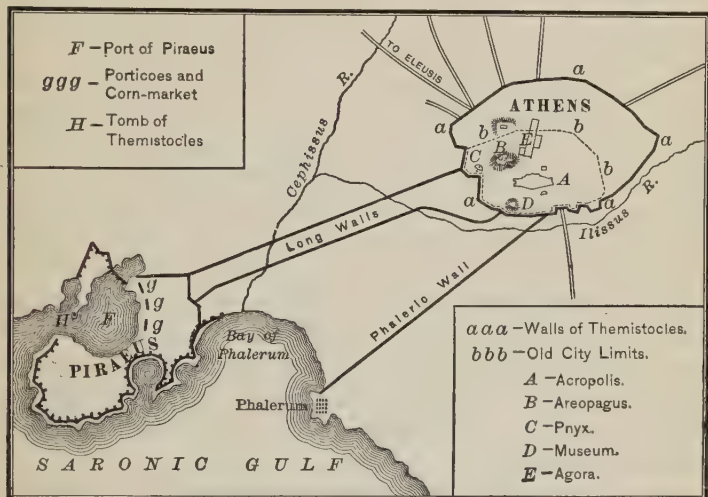 F — Port of Piraeus
ggg — Porticoes and
Corn-market
H — Tomb of
Themistocles
TO ELEUSIS
Cephissus R.
a
a
a
a
a
ATHENS
b
b
b
b
E
B
C
A
D
Ilissus R.
Long Walls
Phaleric Wall
g
g
g
H
F
PIRAEUS
Bay of
Phalerum
Phalerum
SARONIC GULF
aaa — Walls of Themistocles.
bbb — Old City Limits.
A — Acropolis.
B — Areopagus.
C — Pnyx.
D — Museum.
E — Agora.